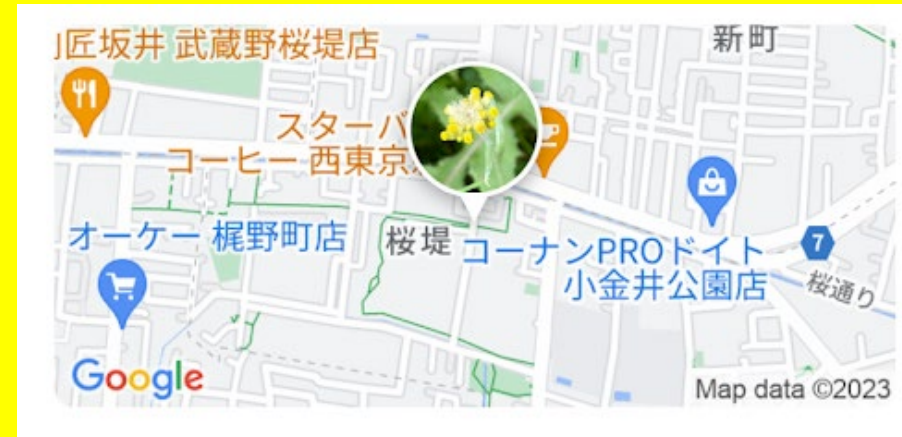 匠坂井 武蔵野桜堤店
新町
スターバ
コーヒー 西東京
オーケー 梶野町店
桜堤
コーナンPROドイト
小金井公園店
7
桜通り
Google
Map data ©2023